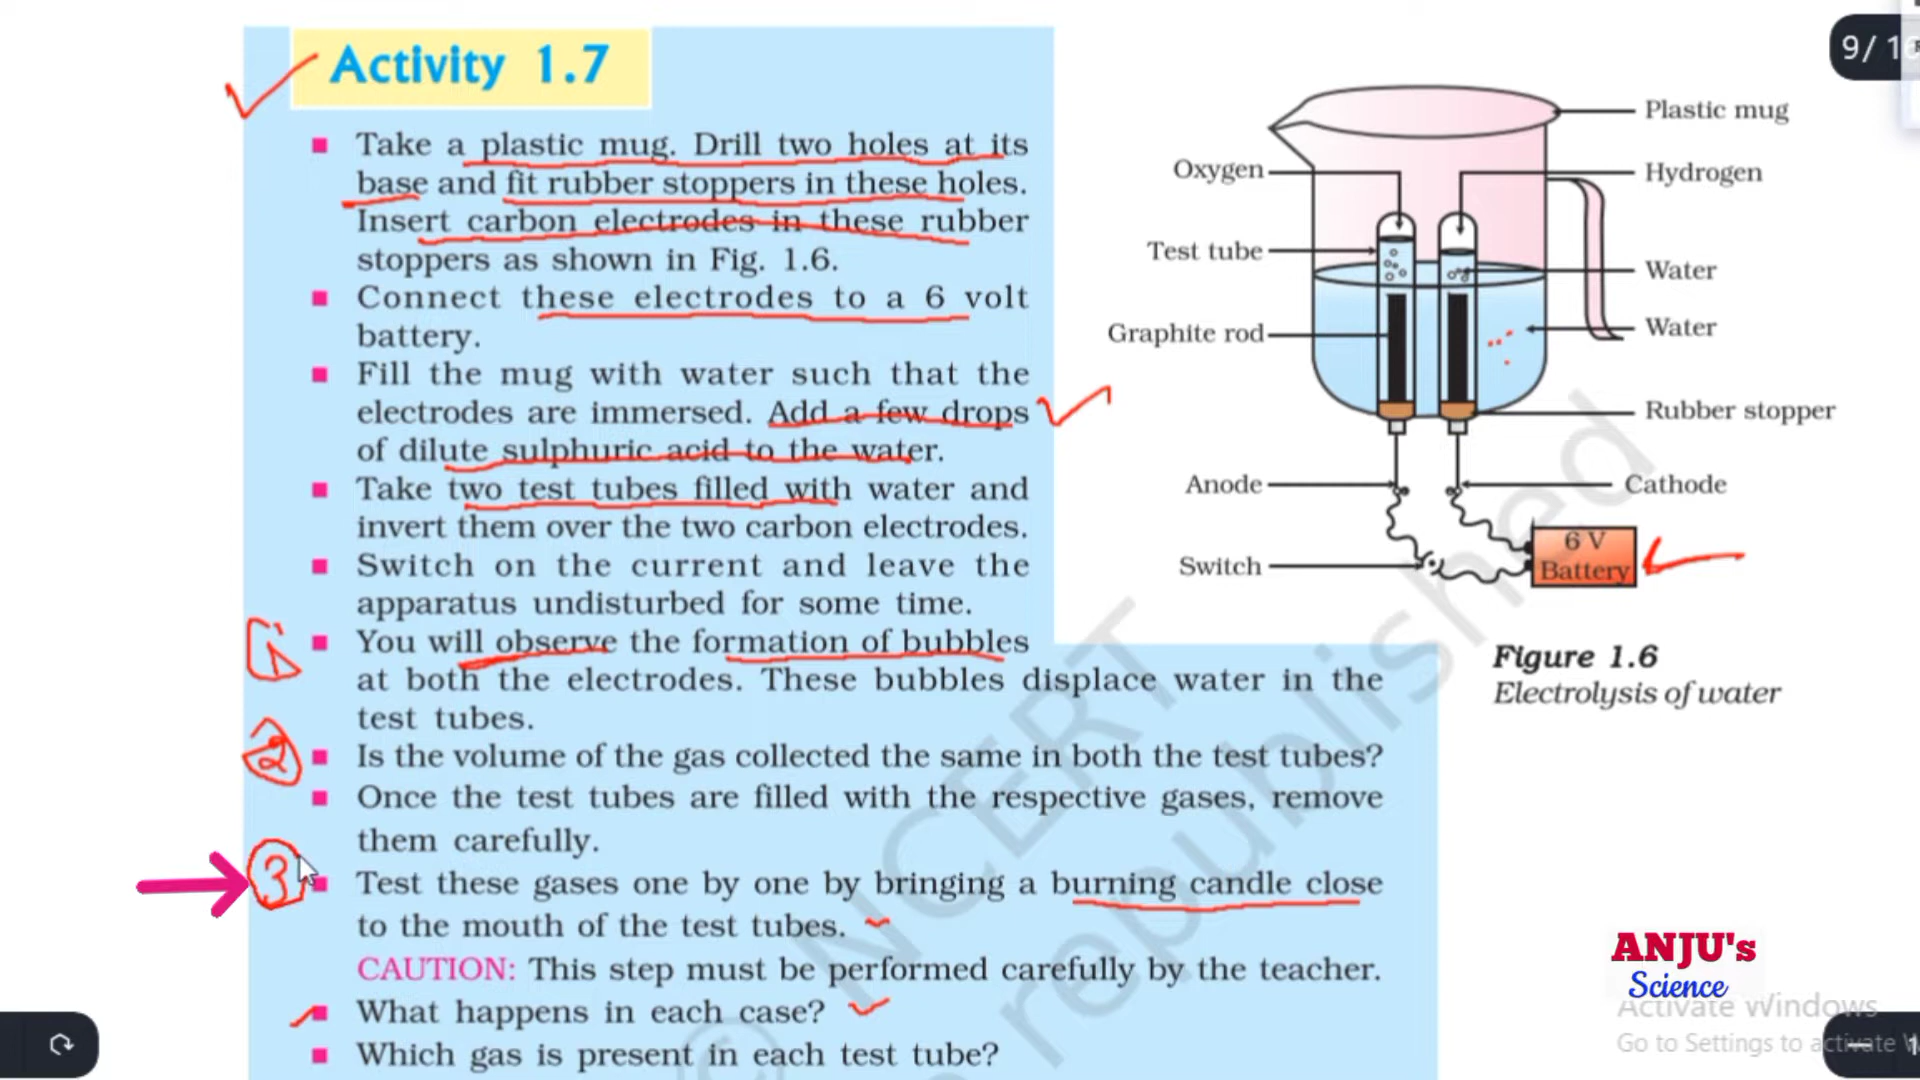 Activity 1.7
Take a plastic mug. Drill two holes at its
base and fit rubber stoppers in these holes.
Insert carbon electrodes in these rubber
stoppers as shown in Fig. 1.6.
Connect these electrodes to a 6 volt
battery.
Fill the mug with water such that the
electrodes are immersed. Add a few drops
of dilute sulphuric acid to the water.
Take two test tubes filled with water and
invert them over the two carbon electrodes.
Switch on the current and leave the
apparatus undisturbed for some time.
You will observe the formation of bubbles
at both the electrodes. These bubbles displace water in the
test tubes.
2
Is the volume of the gas collected the same in both the test tubes?
Once the test tubes are filled with the respective gases, remove
them carefully.
3
Test these gases one by one by bringing a burning candle close
to the mouth of the test tubes.
CAUTION: This step must be performed carefully by the teacher.
What happens in each case?
Which gas is present in each test tube?
9/
Plastic mug
Oxygen
Hydrogen
Test tube
Water
Graphite rod
Water
Rubber stopper
Anode
Cathode
Switch
6 V
Battery
Figure 1.6
Electrolysis of water
© NCERT
republished
ANJU's
Science
Activate Windows
Go to Settings to activate